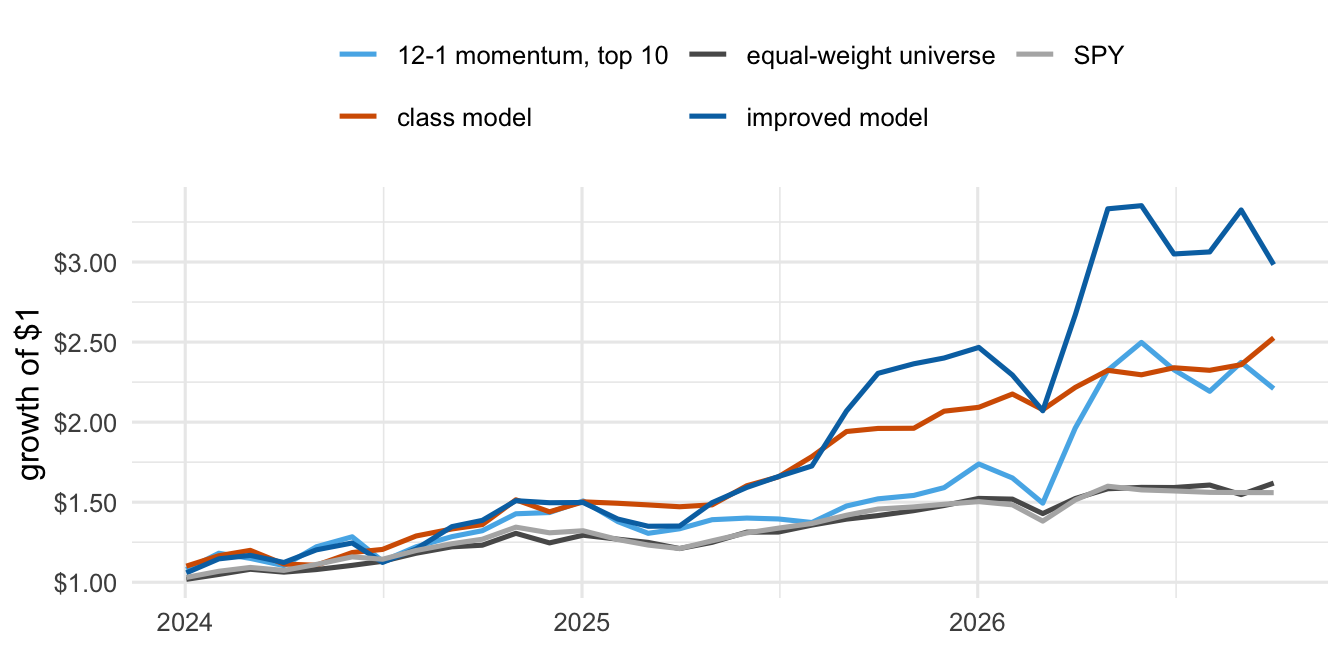 12-1 momentum, top 10 equal-weight universe SPY
class model improved model
growth of $1
$3.00
$2.50
$2.00
$1.50
$1.00
2024 2025 2026